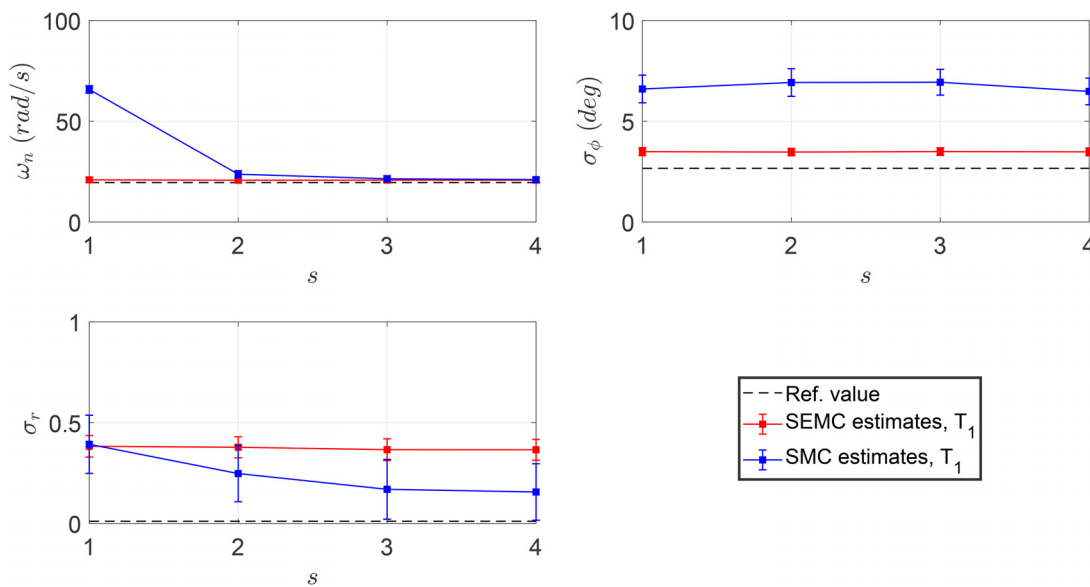 100
50
0
ω_n (rad/s)
1 2 3 4
s
10
5
0
σ_ϕ (deg)
1 2 3 4
s
1
0.5
0
σ_r
1 2 3 4
s
Ref. value
SEMC estimates, T_1
SMC estimates, T_1